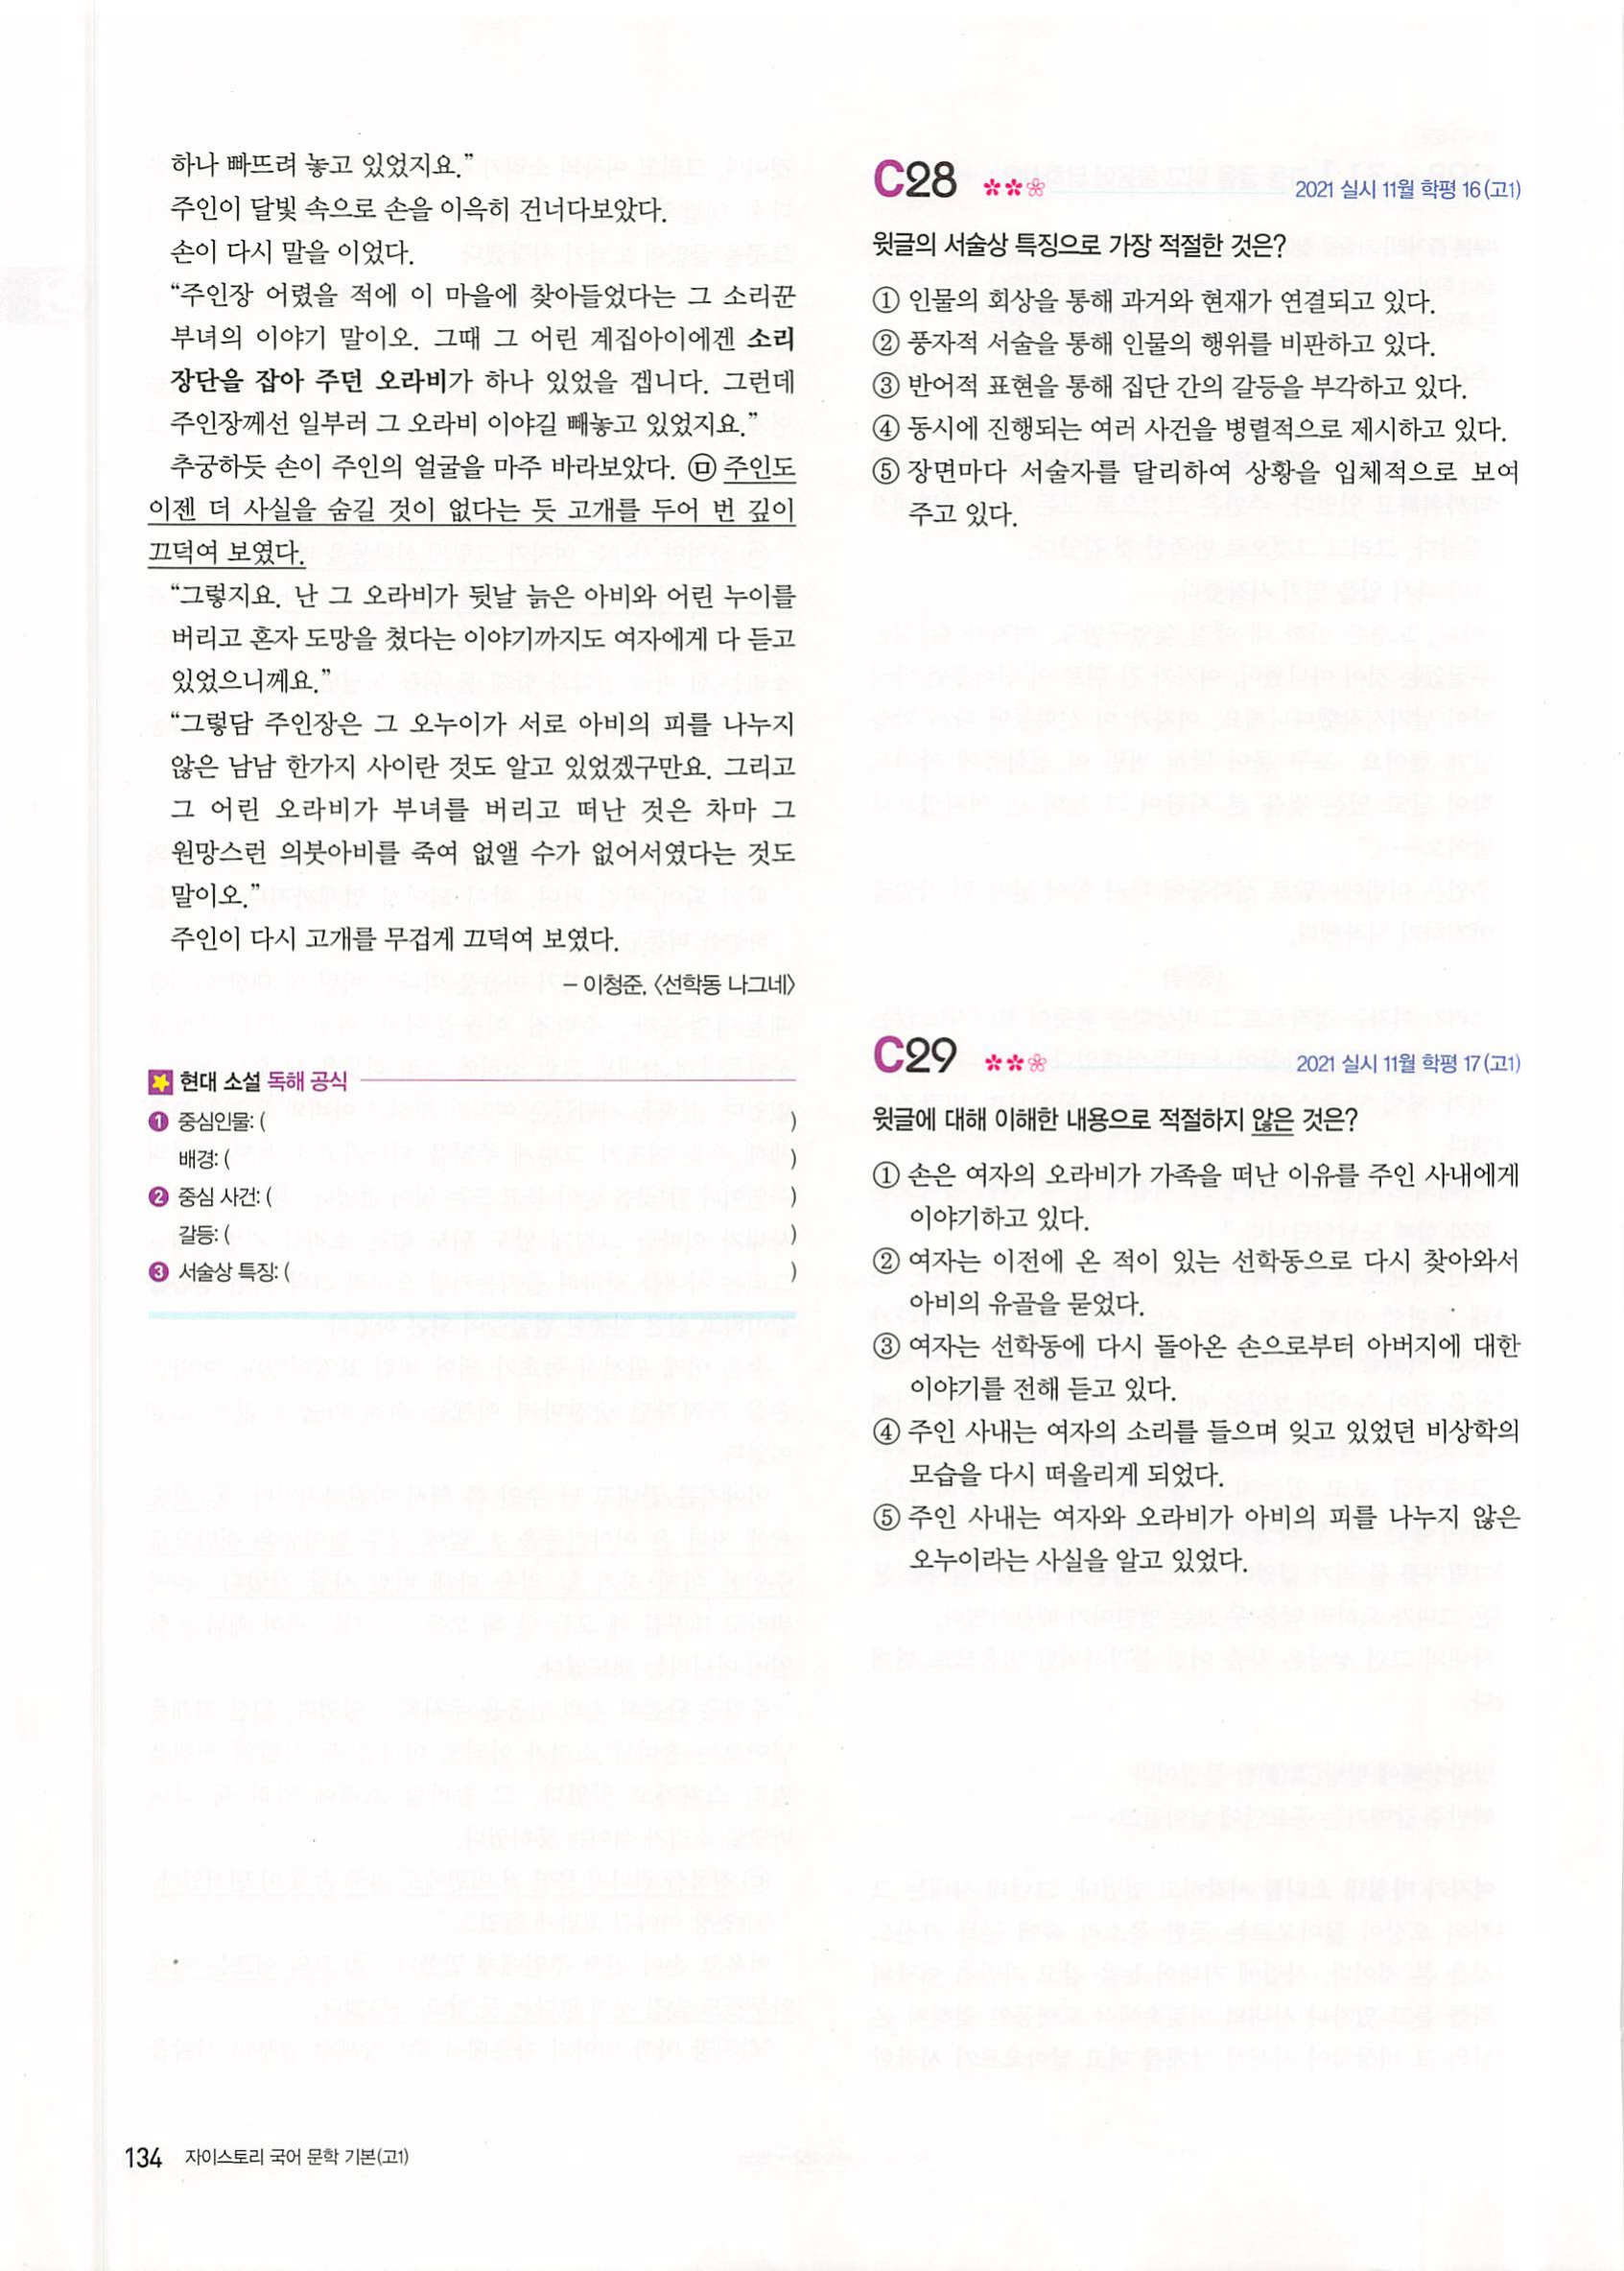 하나 빠뜨려 놓고 있었지요.”
주인이 달빛 속으로 손을 이윽히 건너다보았다.
손이 다시 말을 이었다.
“주인장 어렸을 적에 이 마을에 찾아들었다는 그 소리꾼
부녀의 이야기 말이오. 그때 그 어린 계집아이에겐 소리
장단을 잡아 주던 오라비가 하나 있었을 겝니다. 그런데
주인장께선 일부러 그 오라비 이야길 빼놓고 있었지요.”
추궁하듯 손이 주인의 얼굴을 마주 바라보았다. ㉤ 주인도
이젠 더 사실을 숨길 것이 없다는 듯 고개를 두어 번 깊이
끄덕여 보였다.
“그렇지요. 난 그 오라비가 뒷날 늙은 아비와 어린 누이를
버리고 혼자 도망을 쳤다는 이야기까지도 여자에게 다 듣고
있었으니께요.”
“그렇담 주인장은 그 오누이가 서로 아비의 피를 나누지
않은 남남 한가지 사이란 것도 알고 있었겠구만요. 그리고
그 어린 오라비가 부녀를 버리고 떠난 것은 차마 그
원망스런 의붓아비를 죽여 없앨 수가 없어서였다는 것도
말이오.”
주인이 다시 고개를 무겁게 끄덕여 보였다.
- 이청준, <선학동 나그네>
현대 소설 독해 공식
❶ 중심인물: ( )
배경: ( )
❷ 중심 사건: ( )
갈등: ( )
❸ 서술상 특징: ( )
C28 2021 실시 11월 학평 16(고1)
윗글의 서술상 특징으로 가장 적절한 것은?
① 인물의 회상을 통해 과거와 현재가 연결되고 있다.
② 풍자적 서술을 통해 인물의 행위를 비판하고 있다.
③ 반어적 표현을 통해 집단 간의 갈등을 부각하고 있다.
④ 동시에 진행되는 여러 사건을 병렬적으로 제시하고 있다.
⑤ 장면마다 서술자를 달리하여 상황을 입체적으로 보여
주고 있다.
C29 2021 실시 11월 학평 17(고1)
윗글에 대해 이해한 내용으로 적절하지 않은 것은?
① 손은 여자의 오라비가 가족을 떠난 이유를 주인 사내에게
이야기하고 있다.
② 여자는 이전에 온 적이 있는 선학동으로 다시 찾아와서
아비의 유골을 묻었다.
③ 여자는 선학동에 다시 돌아온 손으로부터 아버지에 대한
이야기를 전해 듣고 있다.
④ 주인 사내는 여자의 소리를 들으며 잊고 있었던 비상학의
모습을 다시 떠올리게 되었다.
⑤ 주인 사내는 여자와 오라비가 아비의 피를 나누지 않은
오누이라는 사실을 알고 있었다.
134 자이스토리 국어 문학 기본(고1)